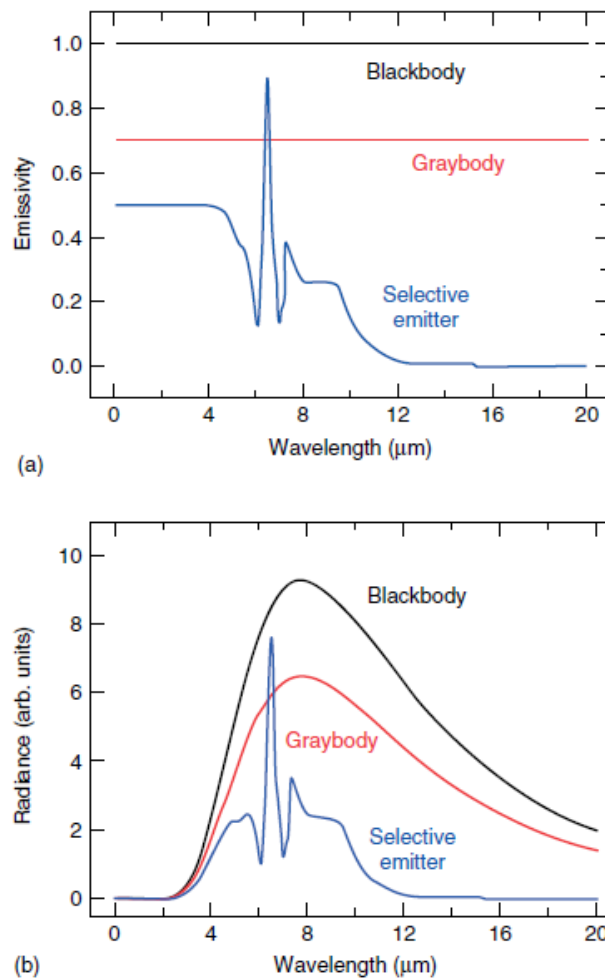 1.0
Blackbody
0.8
Graybody
0.6
Emissivity
0.4
Selective
emitter
0.2
0.0
0 4 8 12 16 20
Wavelength (μm)
(a)
10
Blackbody
8
6
Radiance (arb. units)
Graybody
4
Selective
emitter
2
0
0 4 8 12 16 20
Wavelength (μm)
(b)